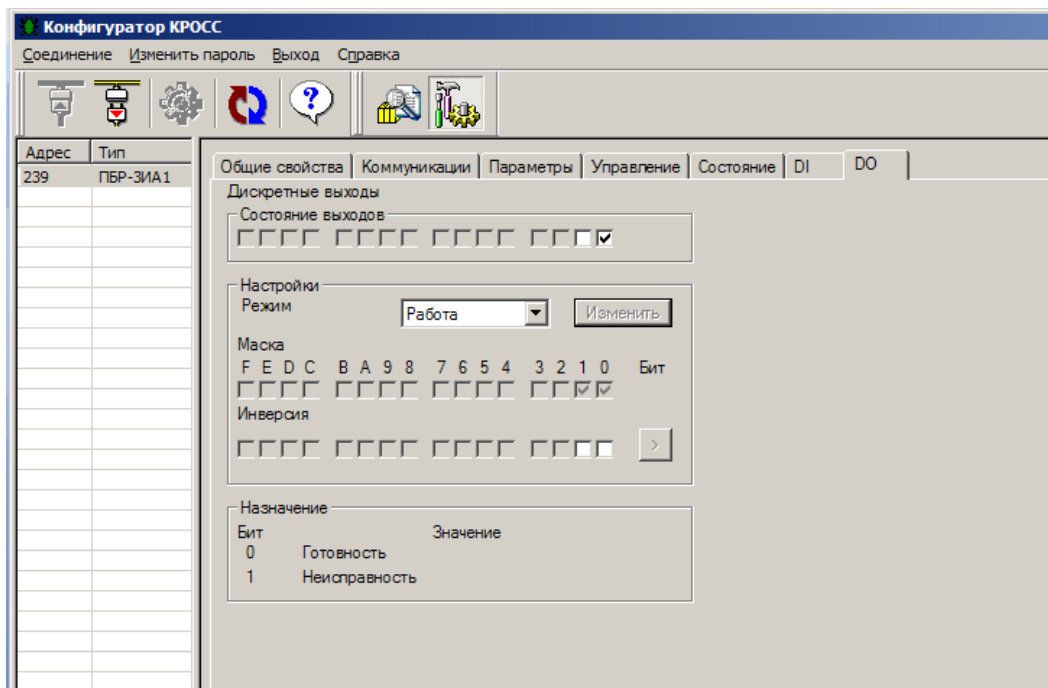 Конфигуратор КРОСС
Соединение Изменить пароль Выход Справка
Адрес Тип
239 ПБР-3ИА1
Общие свойства Коммуникации Параметры Управление Состояние DI DO
Дискретные выходы
Состояние выходов
Настройки
Режим Работа Изменить
Маска
F E D C B A 9 8 7 6 5 4 3 2 1 0 Бит
Инверсия
>
Назначение
Бит Значение
0 Готовность
1 Неисправность